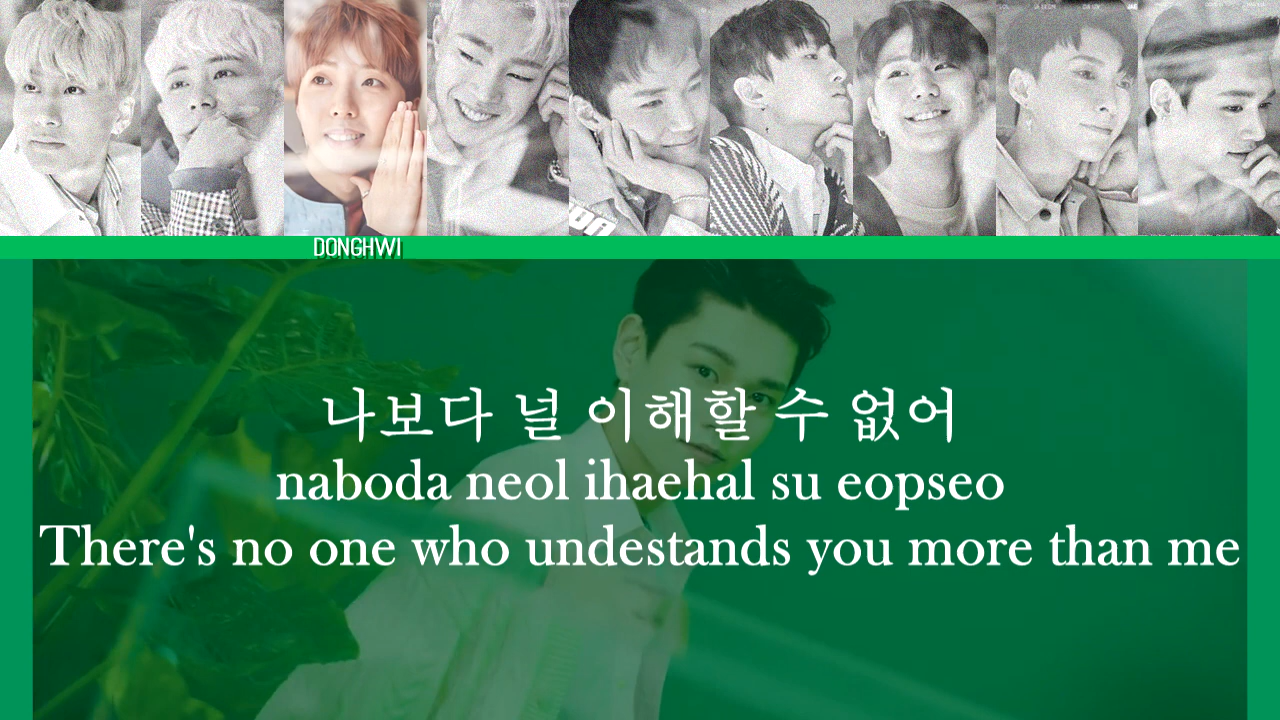 DONGHWI
나보다 널 이해할 수 없어
naboda neol ihaehal su eopseo
There's no one who undestands you more than me